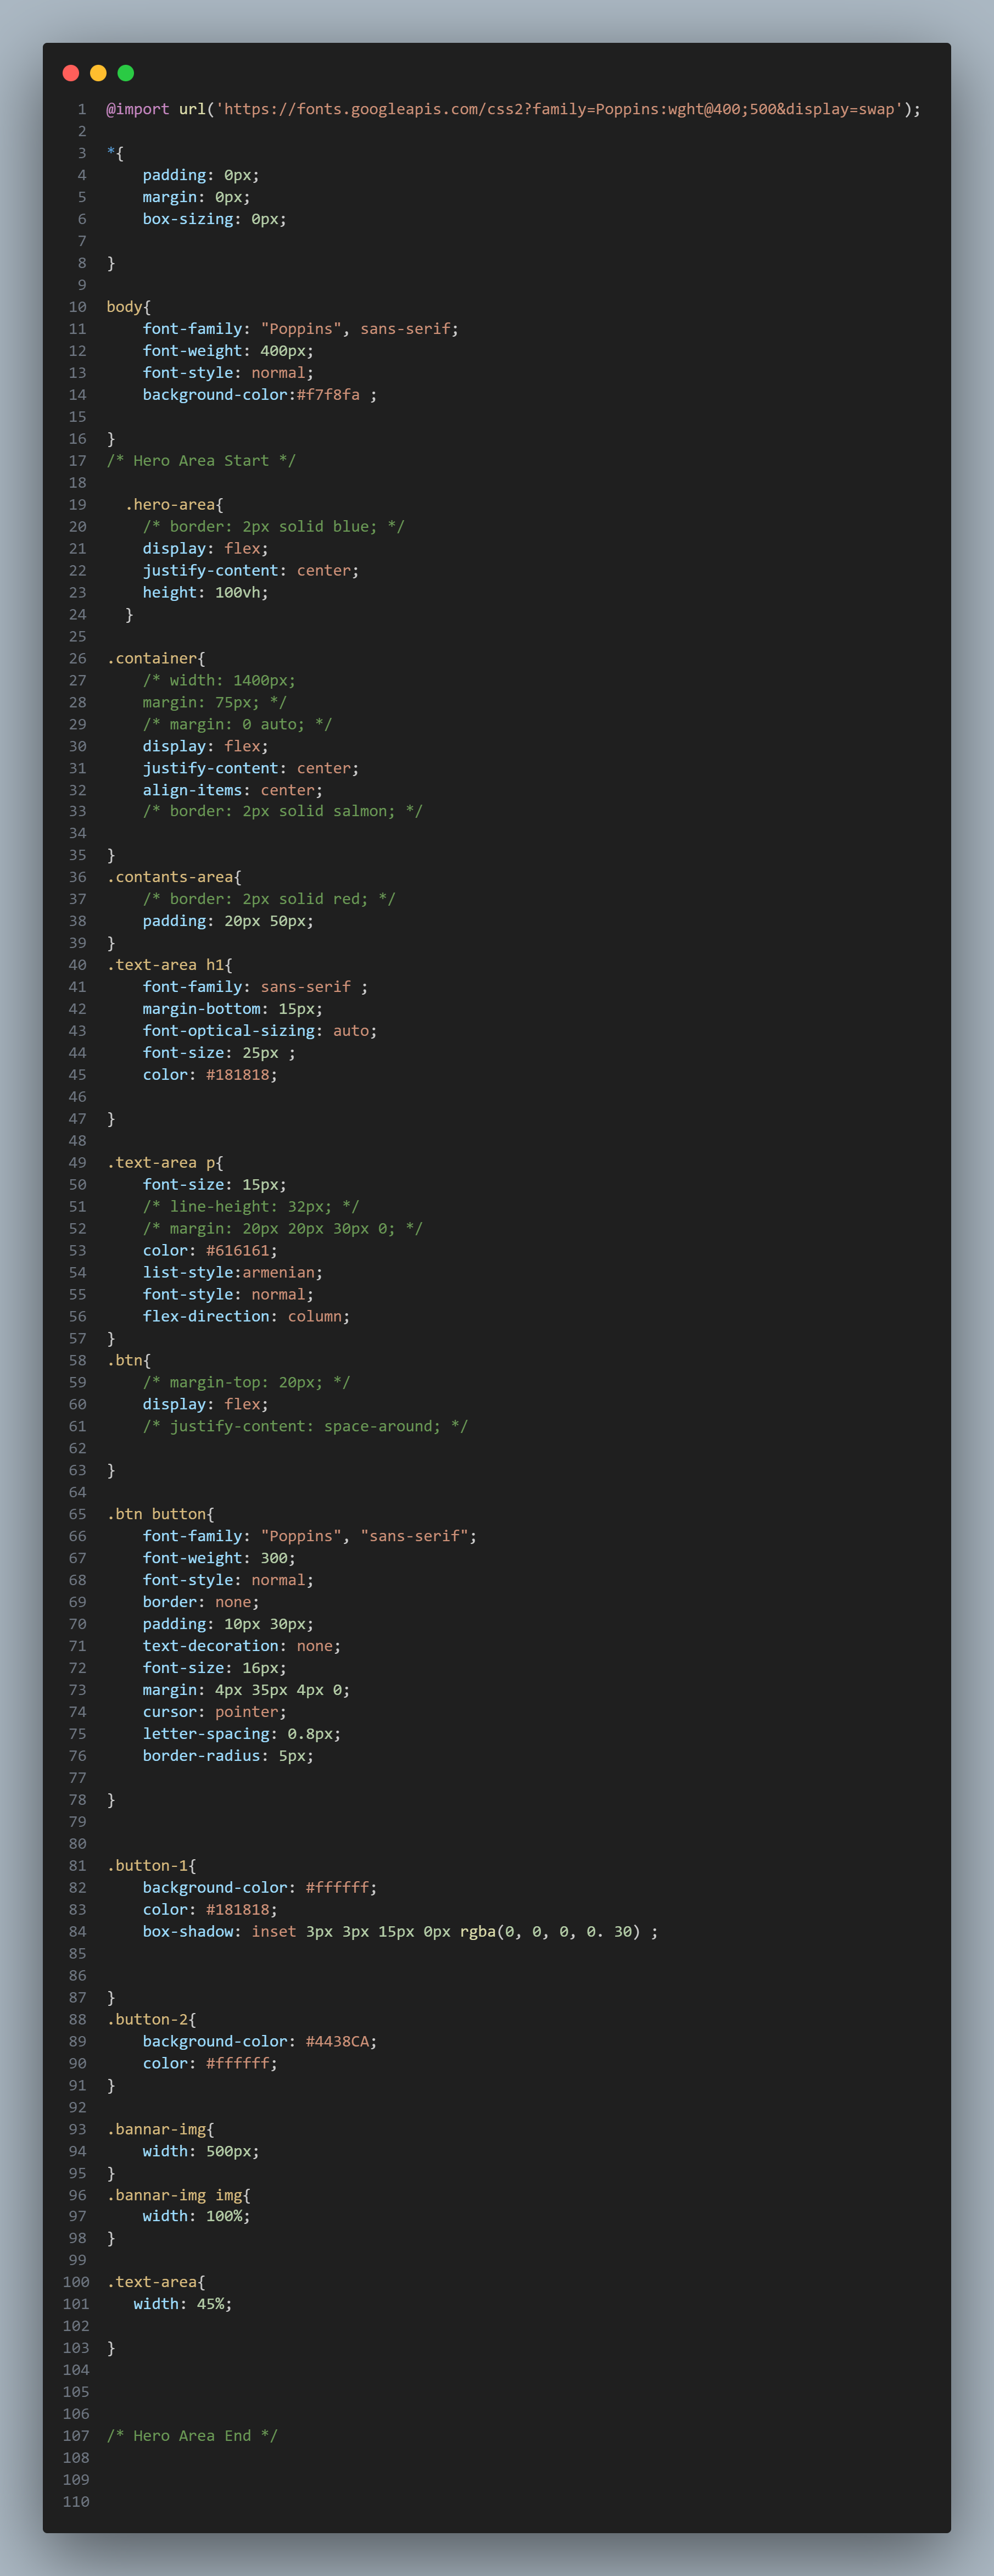 1 @import url('https://fonts.googleapis.com/css2?family=Poppins:wght@400;500&display=swap');
2
3 *{
4     padding: 0px;
5     margin: 0px;
6     box-sizing: 0px;
7
8 }
9
10 body{
11     font-family: "Poppins", sans-serif;
12     font-weight: 400px;
13     font-style: normal;
14     background-color:#f7f8fa ;
15
16 }
17 /* Hero Area Start */
18
19   .hero-area{
20     /* border: 2px solid blue; */
21     display: flex;
22     justify-content: center;
23     height: 100vh;
24   }
25
26 .container{
27     /* width: 1400px;
28     margin: 75px; */
29     /* margin: 0 auto; */
30     display: flex;
31     justify-content: center;
32     align-items: center;
33     /* border: 2px solid salmon; */
34
35 }
36 .contants-area{
37     /* border: 2px solid red; */
38     padding: 20px 50px;
39 }
40 .text-area h1{
41     font-family: sans-serif ;
42     margin-bottom: 15px;
43     font-optical-sizing: auto;
44     font-size: 25px ;
45     color: #181818;
46
47 }
48
49 .text-area p{
50     font-size: 15px;
51     /* line-height: 32px; */
52     /* margin: 20px 20px 30px 0; */
53     color: #616161;
54     list-style:armenian;
55     font-style: normal;
56     flex-direction: column;
57 }
58 .btn{
59     /* margin-top: 20px; */
60     display: flex;
61     /* justify-content: space-around; */
62
63 }
64
65 .btn button{
66     font-family: "Poppins", "sans-serif";
67     font-weight: 300;
68     font-style: normal;
69     border: none;
70     padding: 10px 30px;
71     text-decoration: none;
72     font-size: 16px;
73     margin: 4px 35px 4px 0;
74     cursor: pointer;
75     letter-spacing: 0.8px;
76     border-radius: 5px;
77
78 }
79
80
81 .button-1{
82     background-color: #ffffff;
83     color: #181818;
84     box-shadow: inset 3px 3px 15px 0px rgba(0, 0, 0, 0. 30) ;
85
86
87 }
88 .button-2{
89     background-color: #4438CA;
90     color: #ffffff;
91 }
92
93 .bannar-img{
94     width: 500px;
95 }
96 .bannar-img img{
97     width: 100%;
98 }
99
100 .text-area{
101    width: 45%;
102
103 }
104
105
106
107 /* Hero Area End */
108
109
110